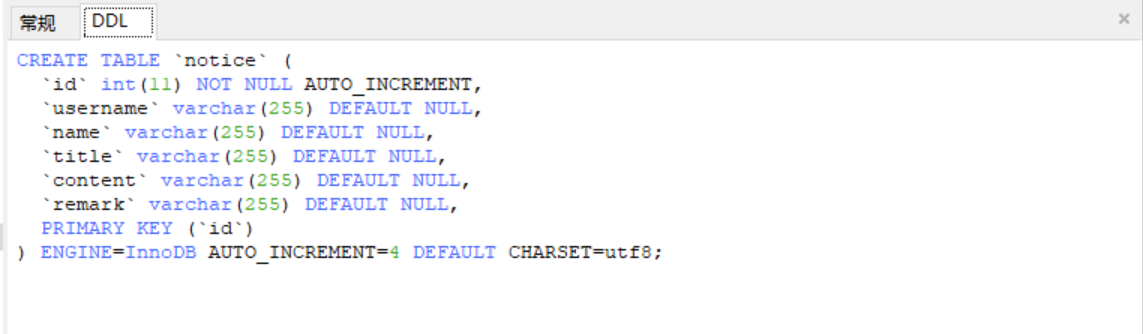 常规 DDL ×
CREATE TABLE `notice` (
  `id` int(11) NOT NULL AUTO_INCREMENT,
  `username` varchar(255) DEFAULT NULL,
  `name` varchar(255) DEFAULT NULL,
  `title` varchar(255) DEFAULT NULL,
  `content` varchar(255) DEFAULT NULL,
  `remark` varchar(255) DEFAULT NULL,
  PRIMARY KEY (`id`)
) ENGINE=InnoDB AUTO_INCREMENT=4 DEFAULT CHARSET=utf8;